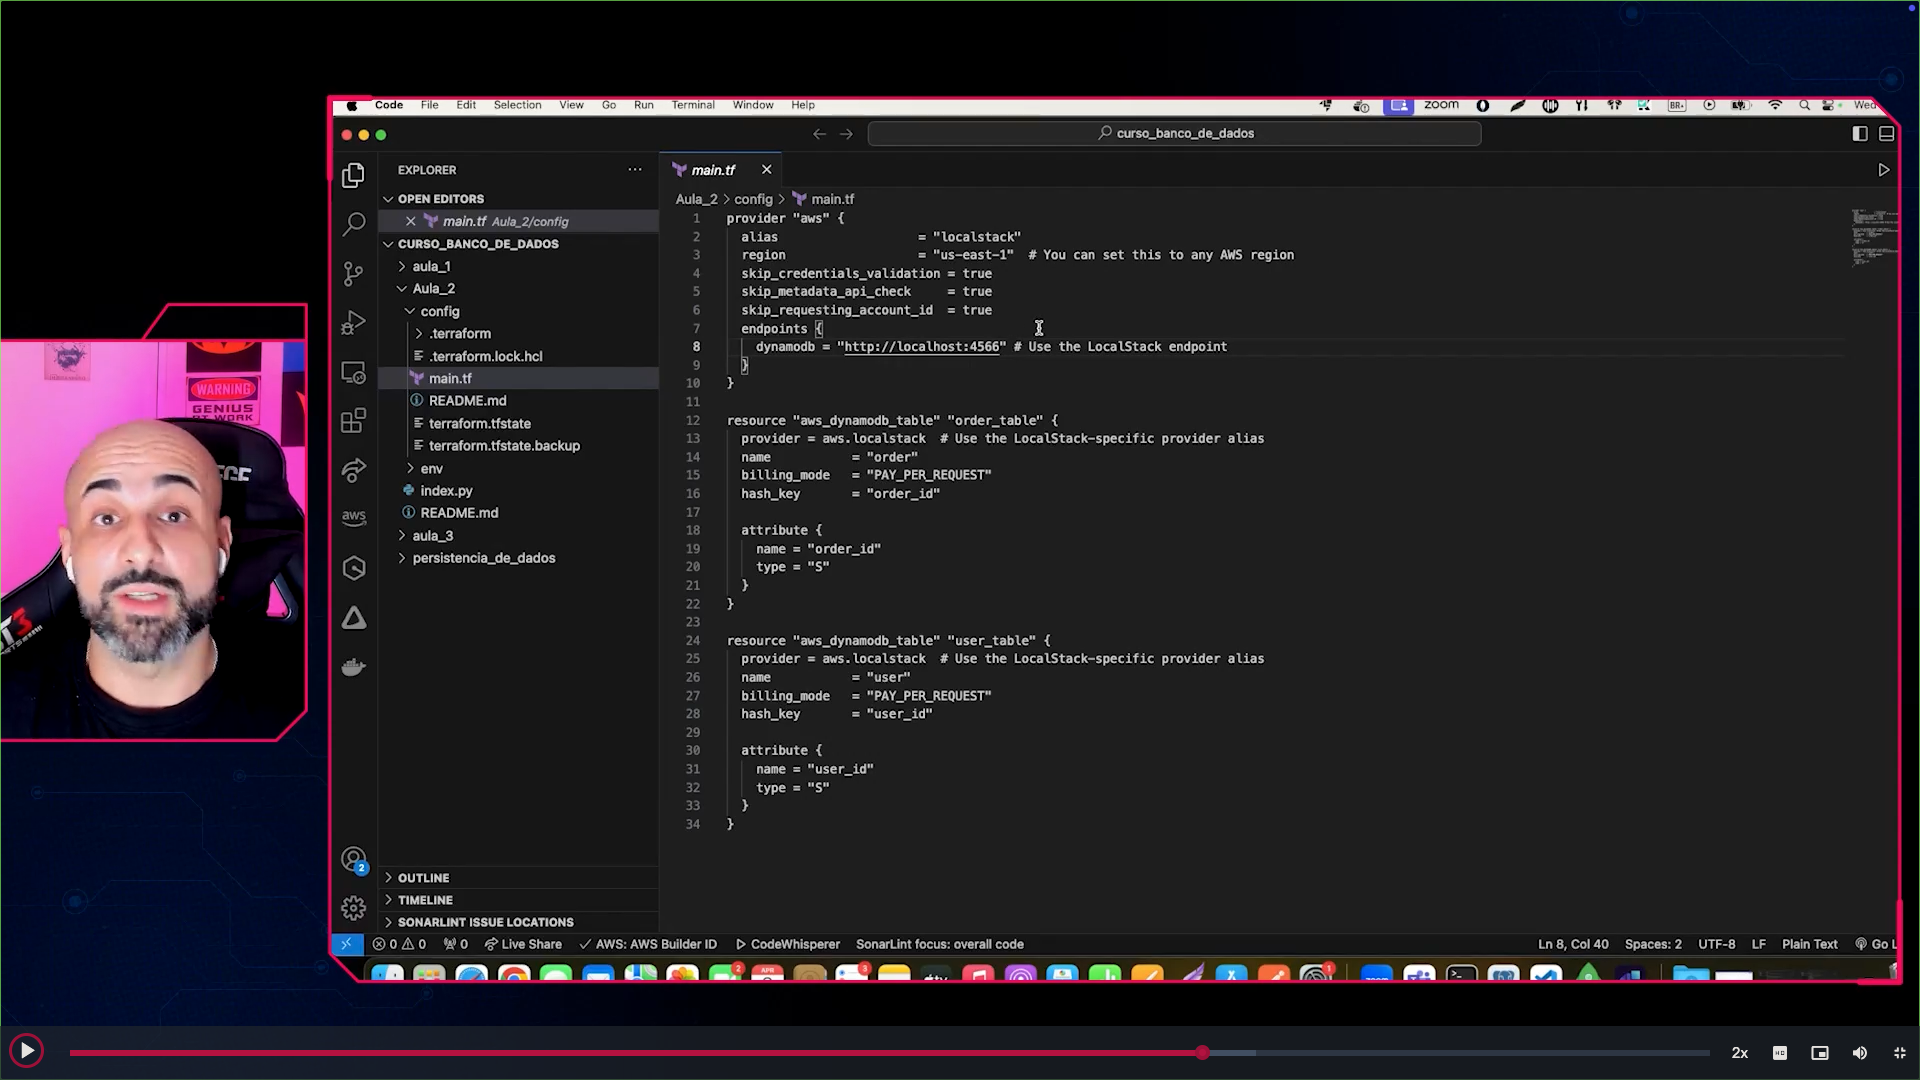 Code File Edit Selection View Go Run Terminal Window Help
zoom BR Wed
curso_banco_de_dados
EXPLORER
main.tf
OPEN EDITORS
main.tf Aula_2/config
CURSO_BANCO_DE_DADOS
aula_1
Aula_2
config
.terraform
.terraform.lock.hcl
main.tf
README.md
terraform.tfstate
terraform.tfstate.backup
env
index.py
README.md
aula_3
persistencia_de_dados
OUTLINE
TIMELINE
SONARLINT ISSUE LOCATIONS
aws
2
Aula_2 > config > main.tf
1 provider "aws" {
2 alias = "localstack"
3 region = "us-east-1" # You can set this to any AWS region
4 skip_credentials_validation = true
5 skip_metadata_api_check = true
6 skip_requesting_account_id = true
7 endpoints {
8 dynamodb = "http://localhost:4566" # Use the LocalStack endpoint
9 }
10 }
11
12 resource "aws_dynamodb_table" "order_table" {
13 provider = aws.localstack # Use the LocalStack-specific provider alias
14 name = "order"
15 billing_mode = "PAY_PER_REQUEST"
16 hash_key = "order_id"
17
18 attribute {
19 name = "order_id"
20 type = "S"
21 }
22 }
23
24 resource "aws_dynamodb_table" "user_table" {
25 provider = aws.localstack # Use the LocalStack-specific provider alias
26 name = "user"
27 billing_mode = "PAY_PER_REQUEST"
28 hash_key = "user_id"
29
30 attribute {
31 name = "user_id"
32 type = "S"
33 }
34 }
WARNING
GENIUS
AT WORK
0 0 0 Live Share AWS: AWS Builder ID CodeWhisperer SonarLint focus: overall code Ln 8, Col 40 Spaces: 2 UTF-8 LF Plain Text Go L
2 APR 3 1
2x HD